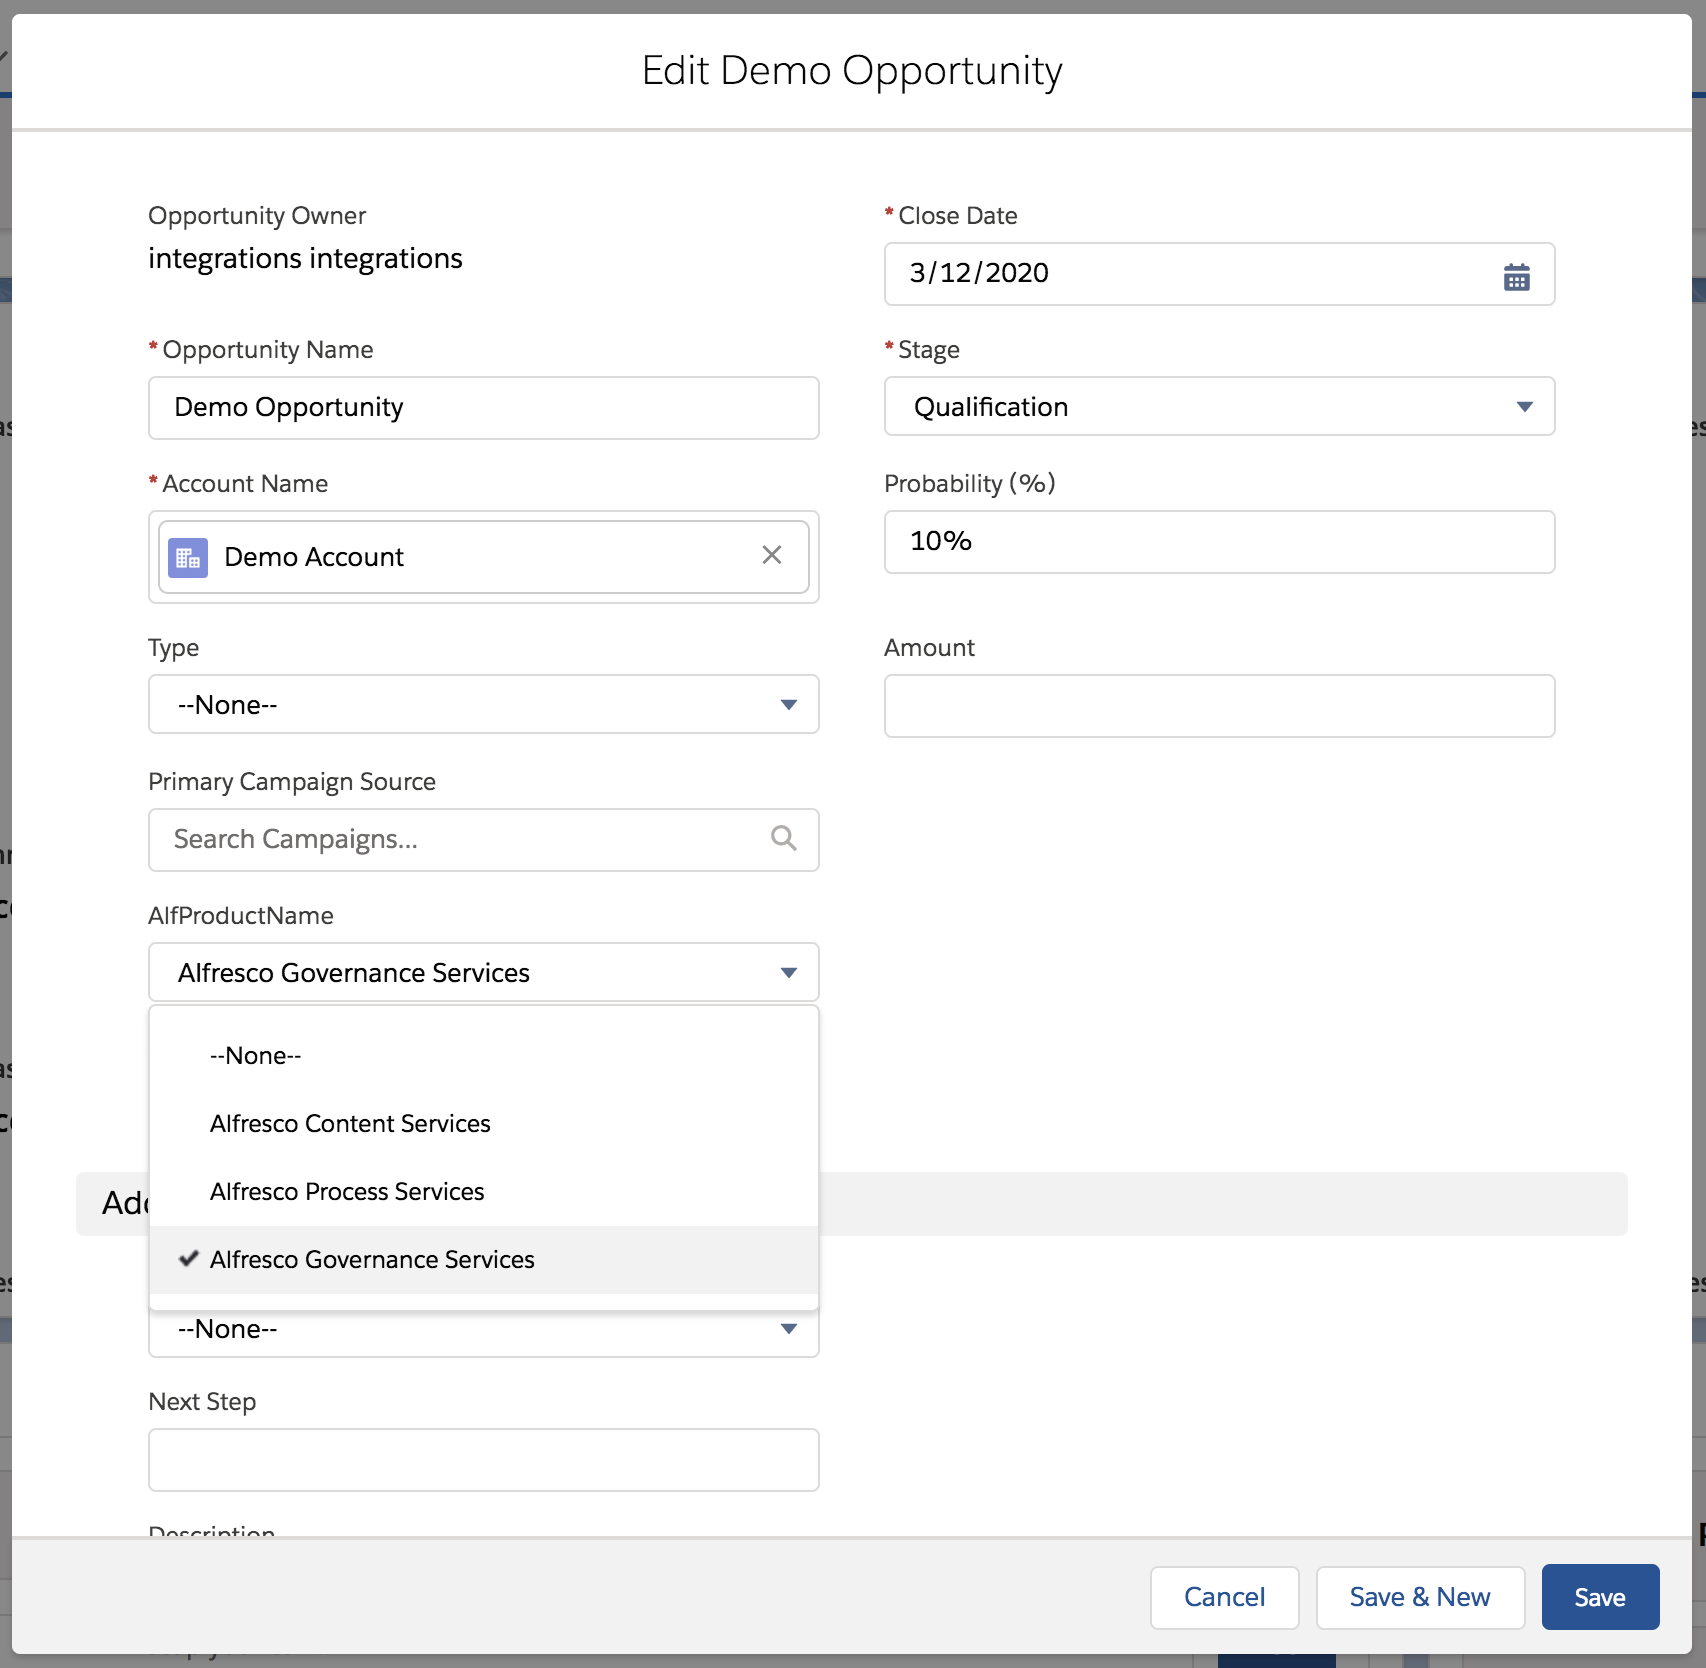 Edit Demo Opportunity
Opportunity Owner
integrations integrations
* Close Date
3/12/2020
* Opportunity Name
Demo Opportunity
* Stage
Qualification
* Account Name
Demo Account
Probability (%)
10%
Type
--None--
Amount
Primary Campaign Source
Search Campaigns...
AlfProductName
Alfresco Governance Services
--None--
Alfresco Content Services
Alfresco Process Services
Alfresco Governance Services
--None--
Next Step
Description
Cancel
Save & New
Save